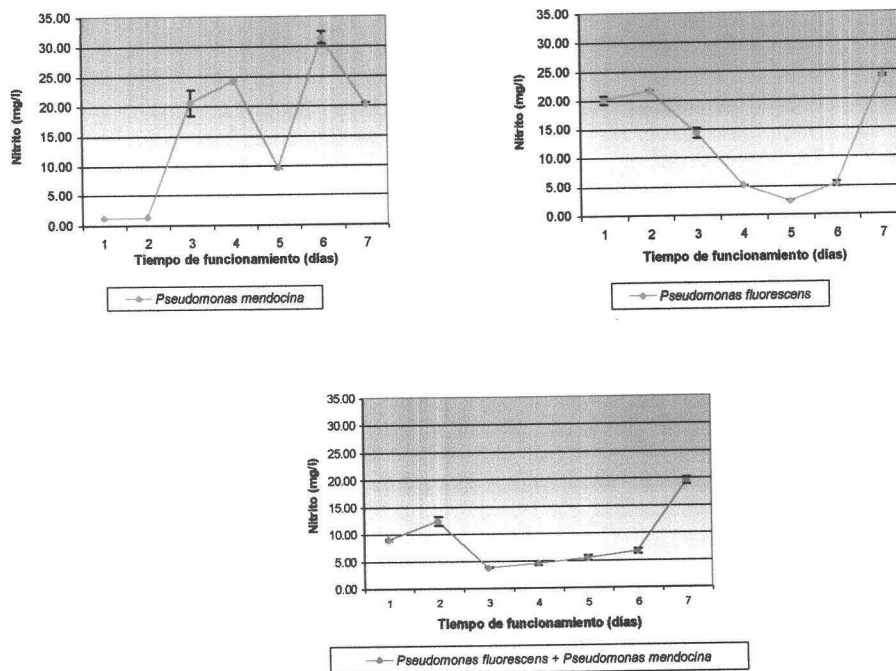 35.00
30.00
25.00
20.00
15.00
10.00
5.00
0.00
Nitrito (mg/l)
1 2 3 4 5 6 7
Tiempo de funcionamiento (días)
Pseudomonas mendocina
35.00
30.00
25.00
20.00
15.00
10.00
5.00
0.00
Nitrito (mg/l)
1 2 3 4 5 6 7
Tiempo de funcionamiento (días)
Pseudomonas fluorescens
35.00
30.00
25.00
20.00
15.00
10.00
5.00
0.00
Nitrito (mg/l)
1 2 3 4 5 6 7
Tiempo de funcionamiento (días)
Pseudomonas fluorescens + Pseudomonas mendocina